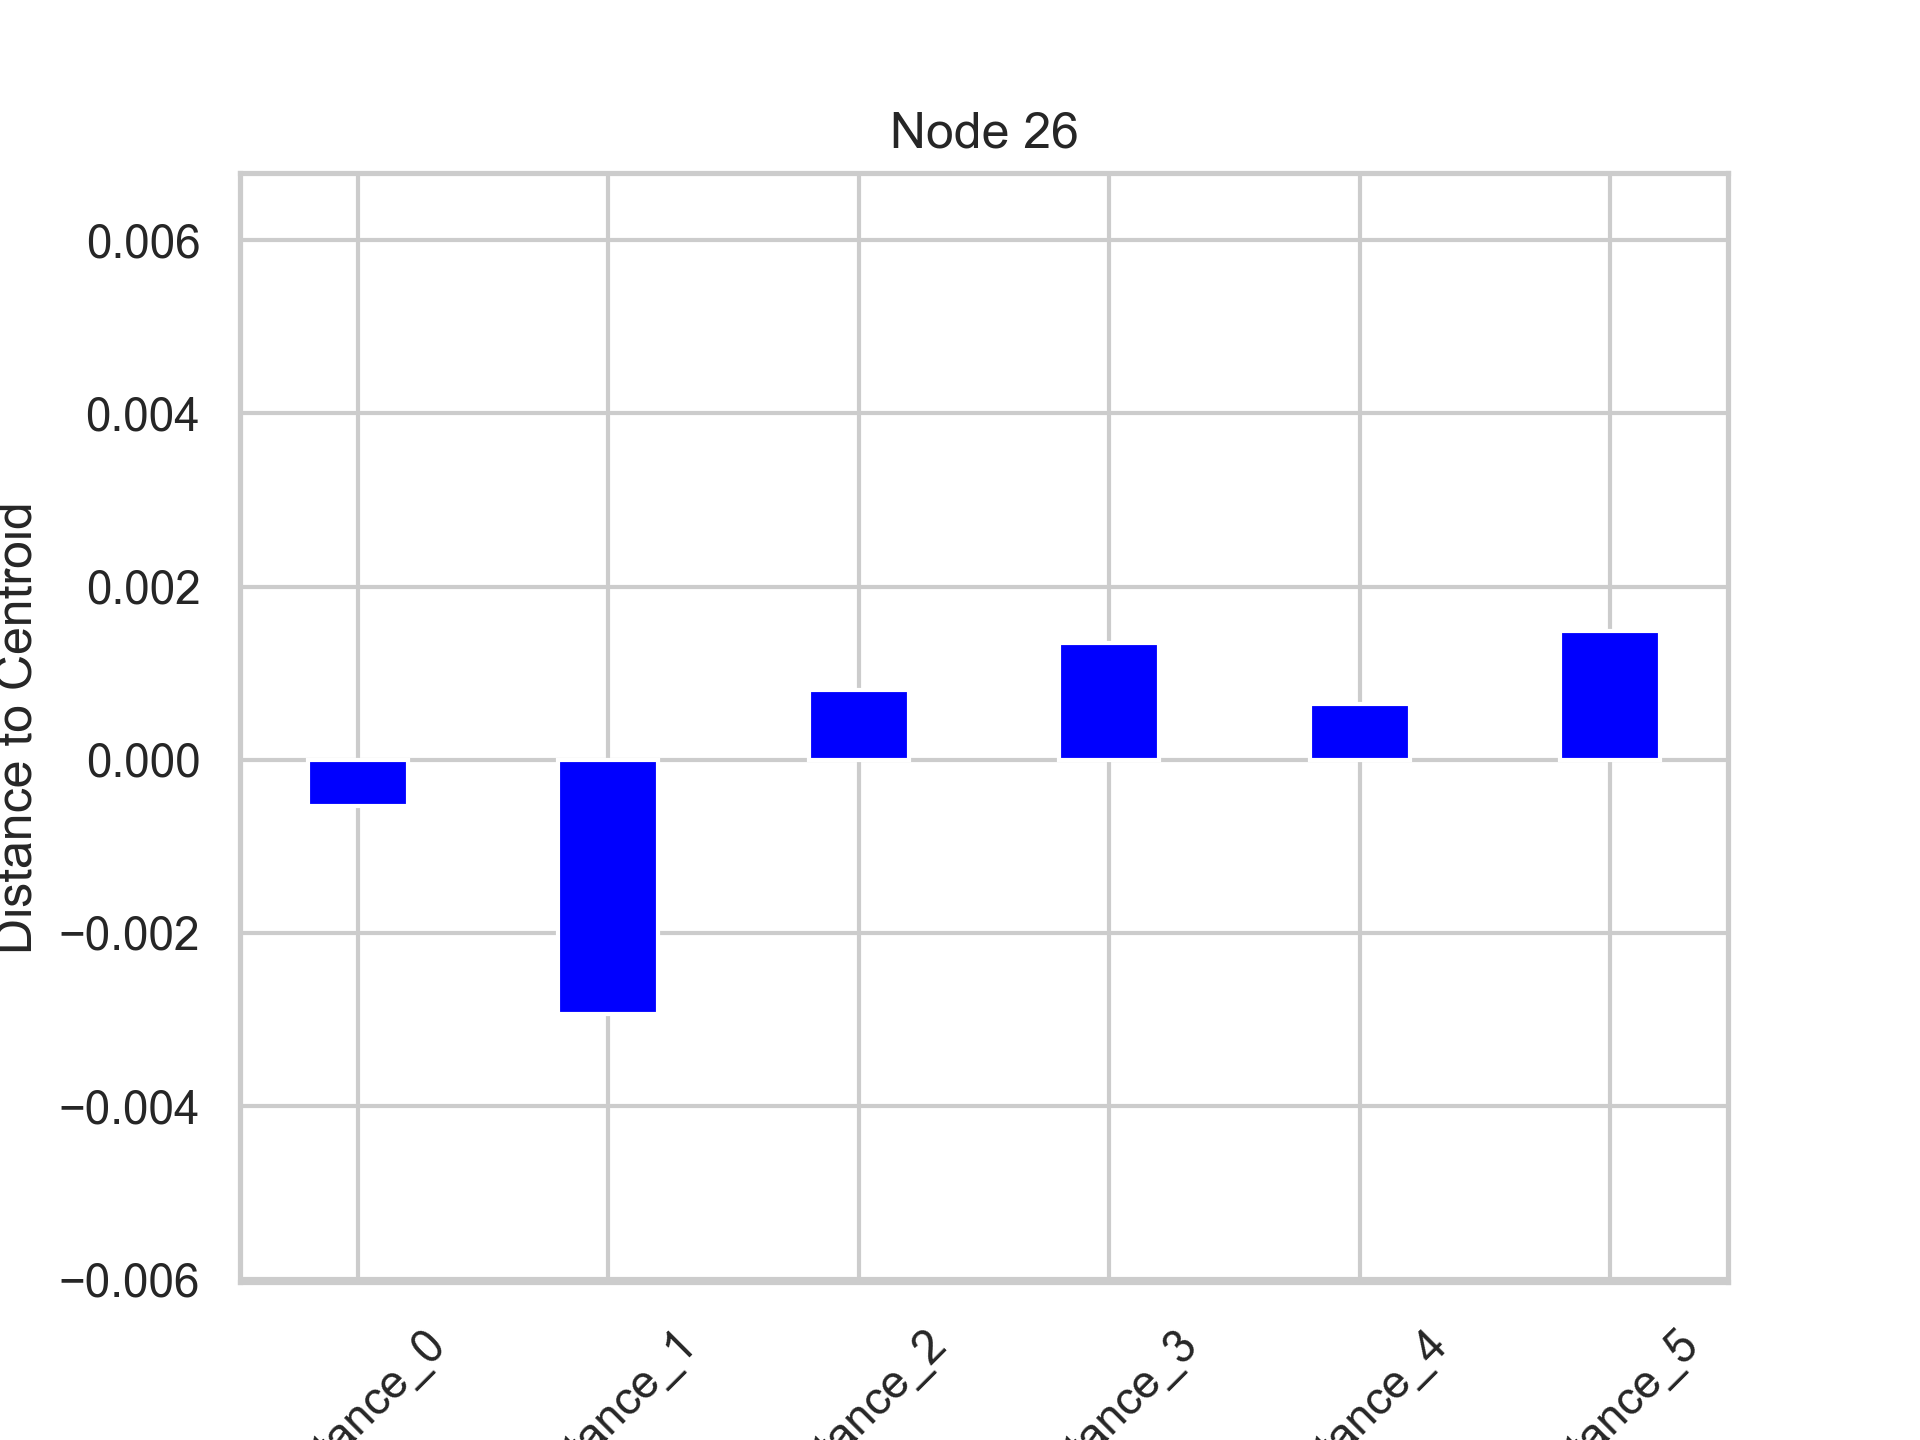 Node 26
0.006
0.004
0.002
0.000
−0.002
−0.004
−0.006
Distance to Centroid
tance_0
tance_1
tance_2
tance_3
tance_4
tance_5